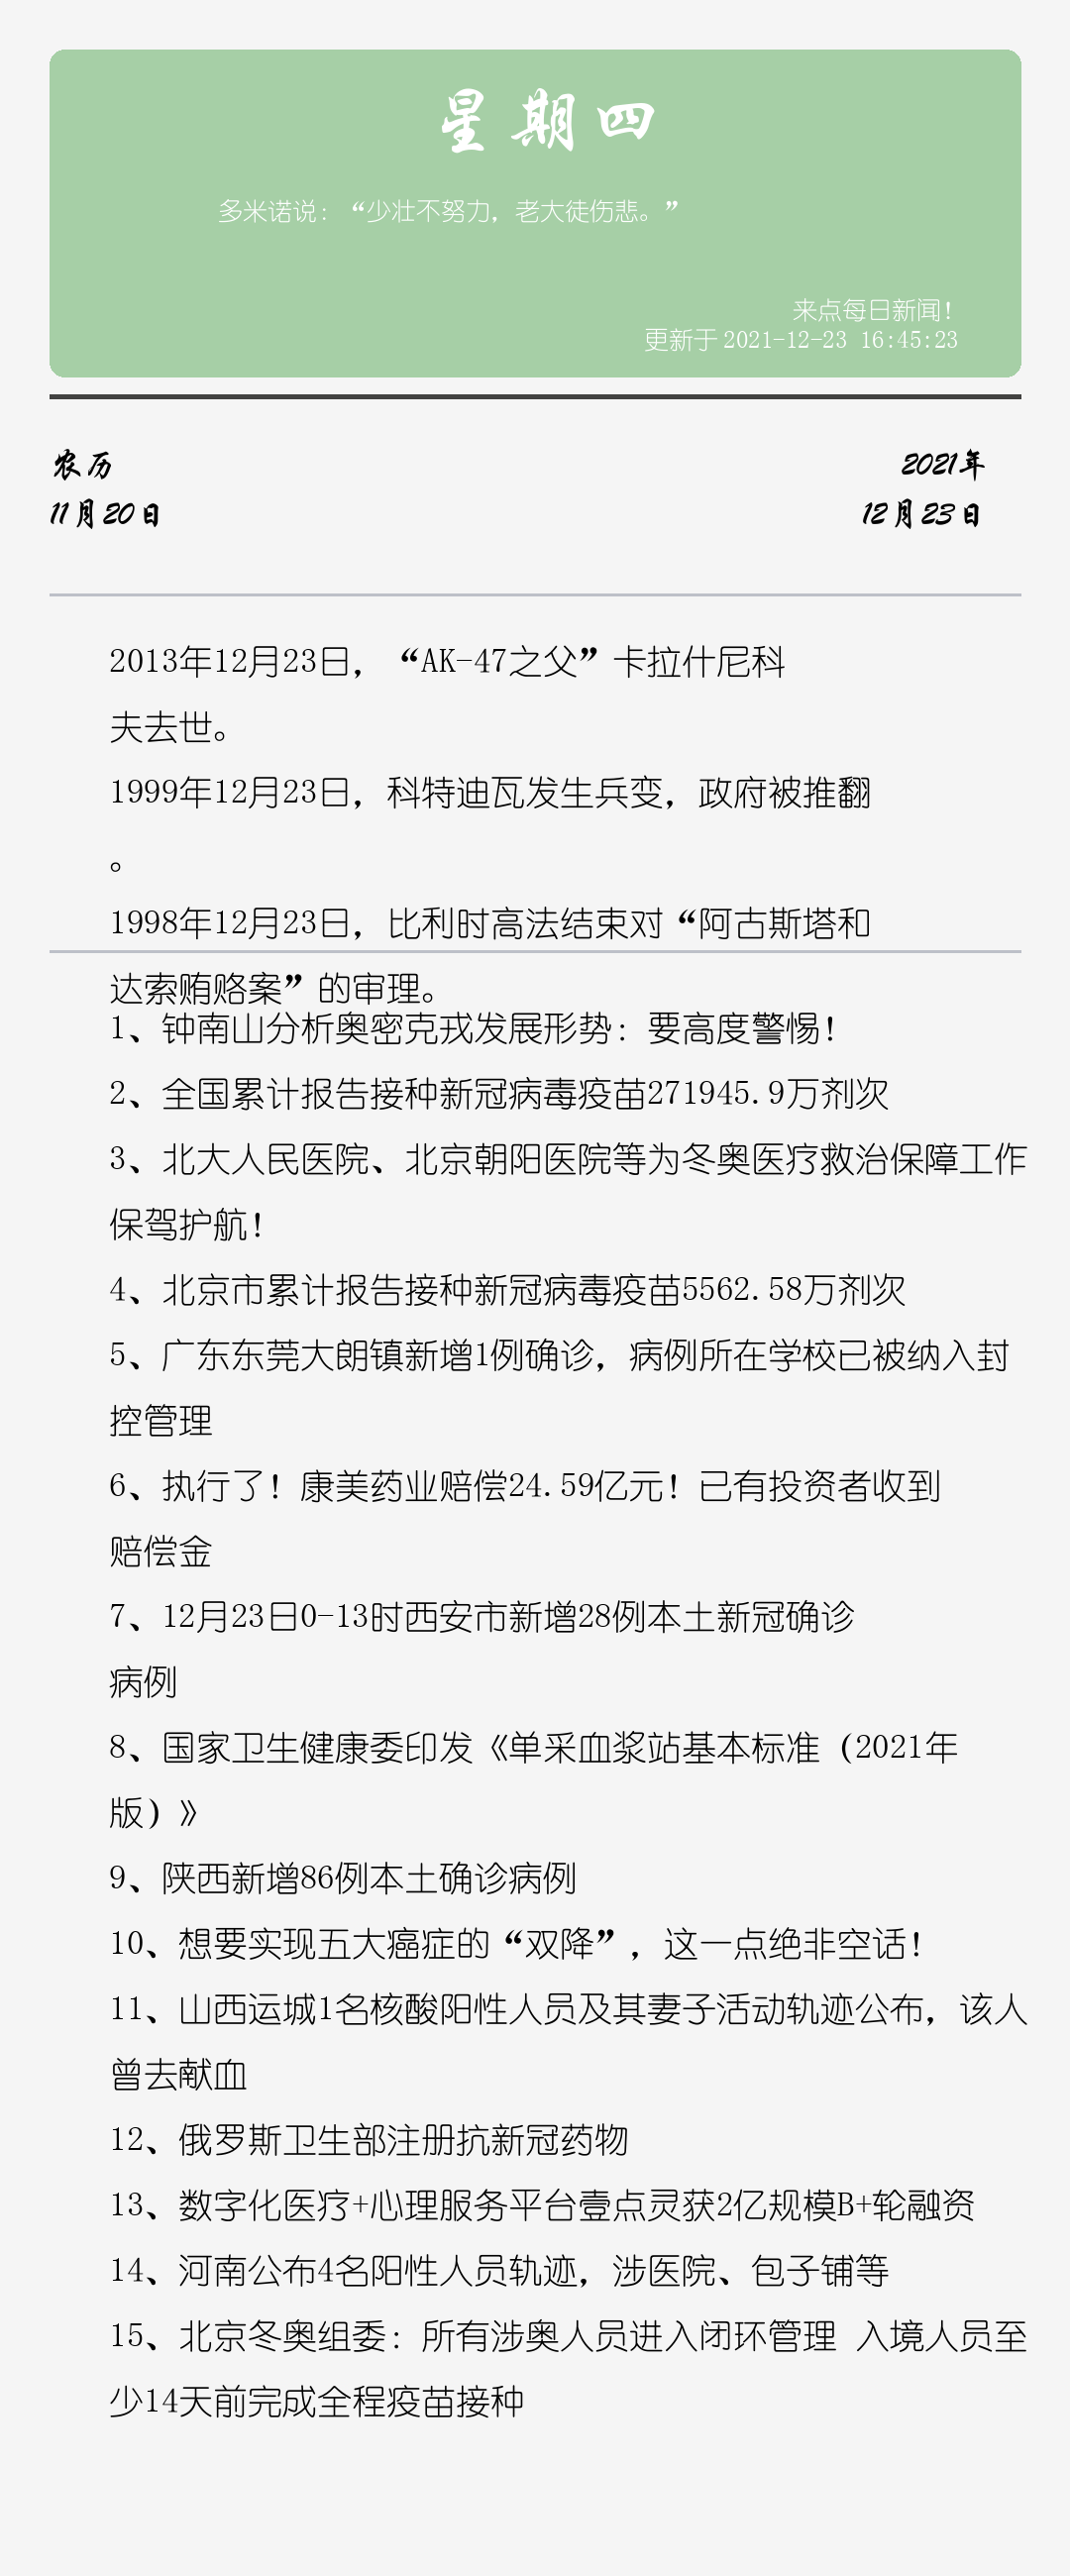 星期四
多米诺说：“少壮不努力，老大徒伤悲。”
来点每日新闻！
更新于 2021-12-23 16:45:23
农历
11月20日
2021年
12月23日
2013年12月23日，“AK-47之父”卡拉什尼科
夫去世。
1999年12月23日，科特迪瓦发生兵变，政府被推翻
。
1998年12月23日，比利时高法结束对“阿古斯塔和
达索贿赂案”的审理。
1、钟南山分析奥密克戎发展形势：要高度警惕！
2、全国累计报告接种新冠病毒疫苗271945.9万剂次
3、北大人民医院、北京朝阳医院等为冬奥医疗救治保障工作
保驾护航！
4、北京市累计报告接种新冠病毒疫苗5562.58万剂次
5、广东东莞大朗镇新增1例确诊，病例所在学校已被纳入封
控管理
6、执行了！康美药业赔偿24.59亿元！已有投资者收到
赔偿金
7、12月23日0-13时西安市新增28例本土新冠确诊
病例
8、国家卫生健康委印发《单采血浆站基本标准（2021年
版）》
9、陕西新增86例本土确诊病例
10、想要实现五大癌症的“双降”，这一点绝非空话！
11、山西运城1名核酸阳性人员及其妻子活动轨迹公布，该人
曾去献血
12、俄罗斯卫生部注册抗新冠药物
13、数字化医疗+心理服务平台壹点灵获2亿规模B+轮融资
14、河南公布4名阳性人员轨迹，涉医院、包子铺等
15、北京冬奥组委：所有涉奥人员进入闭环管理 入境人员至
少14天前完成全程疫苗接种